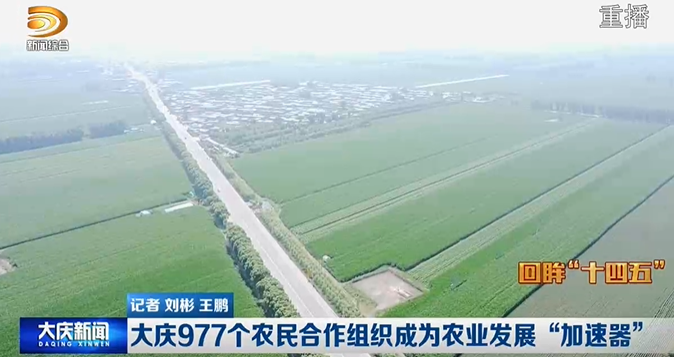 新闻综合
重播
回眸“十四五”
记者 刘彬 王鹏
大庆新闻
DAQING XINWEN
大庆977个农民合作组织成为农业发展“加速器”